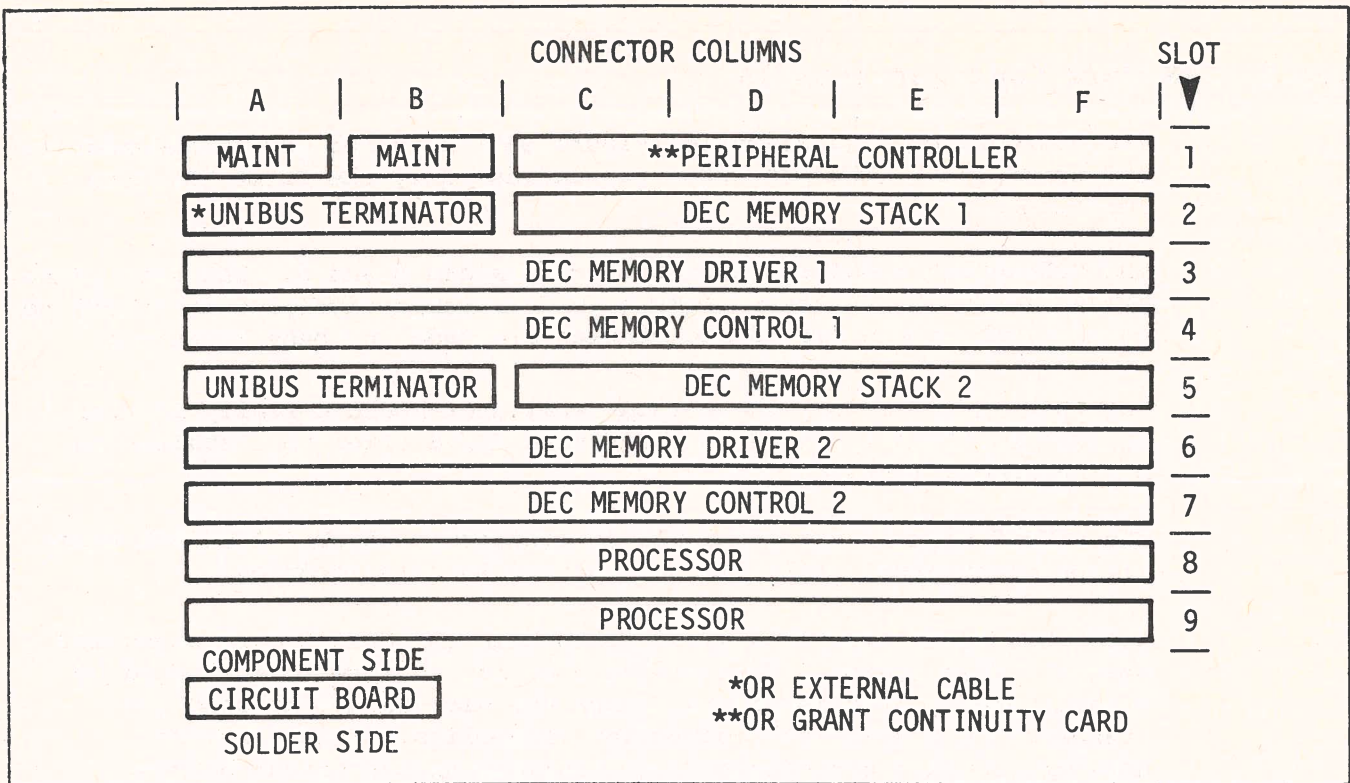 CONNECTOR COLUMNS SLOT
A B C D E F
MAINT MAINT **PERIPHERAL CONTROLLER 1
*UNIBUS TERMINATOR DEC MEMORY STACK 1 2
DEC MEMORY DRIVER 1 3
DEC MEMORY CONTROL 1 4
UNIBUS TERMINATOR DEC MEMORY STACK 2 5
DEC MEMORY DRIVER 2 6
DEC MEMORY CONTROL 2 7
PROCESSOR 8
PROCESSOR 9
COMPONENT SIDE
CIRCUIT BOARD
SOLDER SIDE
*OR EXTERNAL CABLE
**OR GRANT CONTINUITY CARD